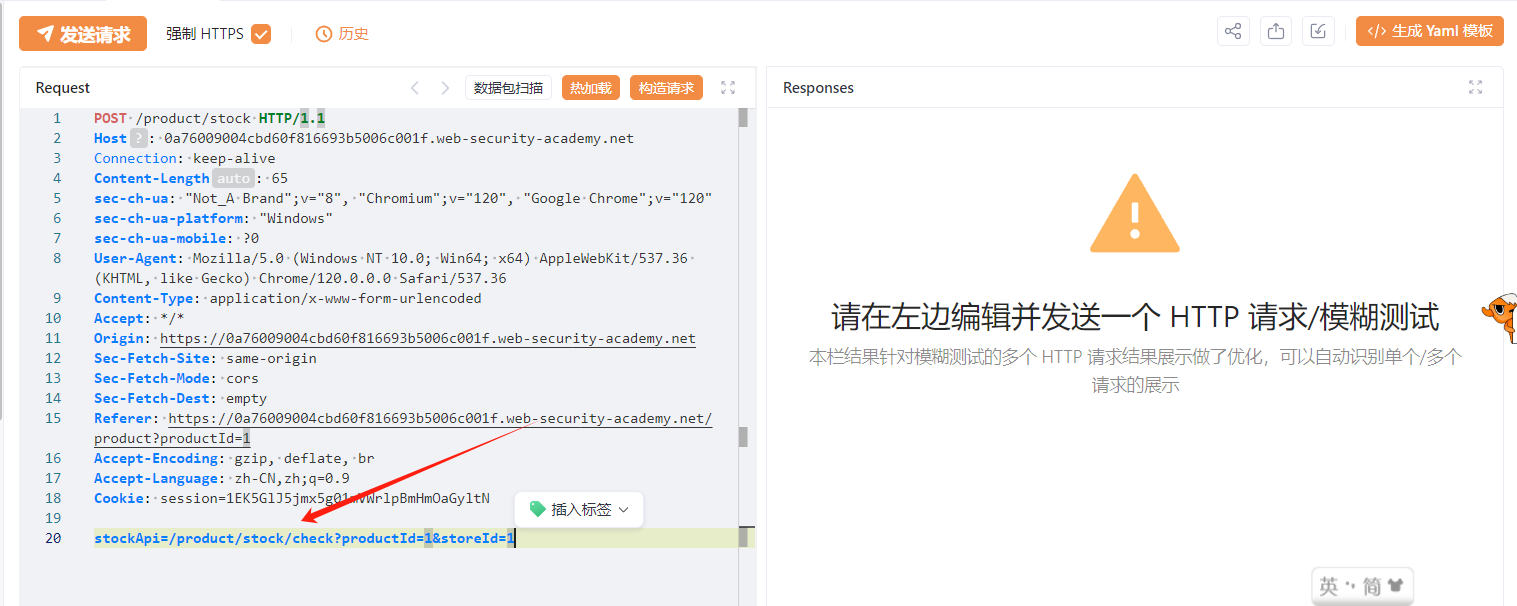 发送请求 强制 HTTPS 历史 </> 生成 Yaml 模板
Request 数据包扫描 热加载 构造请求 Responses
1 POST /product/stock HTTP/1.1
2 Host ? : 0a76009004cbd60f816693b5006c001f.web-security-academy.net
3 Connection: keep-alive
4 Content-Length auto : 65
5 sec-ch-ua: "Not_A Brand";v="8", "Chromium";v="120", "Google Chrome";v="120"
6 sec-ch-ua-platform: "Windows"
7 sec-ch-ua-mobile: ?0
8 User-Agent: Mozilla/5.0 (Windows NT 10.0; Win64; x64) AppleWebKit/537.36
(KHTML, like Gecko) Chrome/120.0.0.0 Safari/537.36
9 Content-Type: application/x-www-form-urlencoded
10 Accept: */*
11 Origin: https://0a76009004cbd60f816693b5006c001f.web-security-academy.net
12 Sec-Fetch-Site: same-origin
13 Sec-Fetch-Mode: cors
14 Sec-Fetch-Dest: empty
15 Referer: https://0a76009004cbd60f816693b5006c001f.web-security-academy.net/
product?productId=1
16 Accept-Encoding: gzip, deflate, br
17 Accept-Language: zh-CN,zh;q=0.9
18 Cookie:
19
20 stockApi=/product/stock/check?productId=1&storeId=1
插入标签
请在左边编辑并发送一个 HTTP 请求/模糊测试
本栏结果针对模糊测试的多个 HTTP 请求结果展示做了优化，可以自动识别单个/多个
请求的展示
英 简